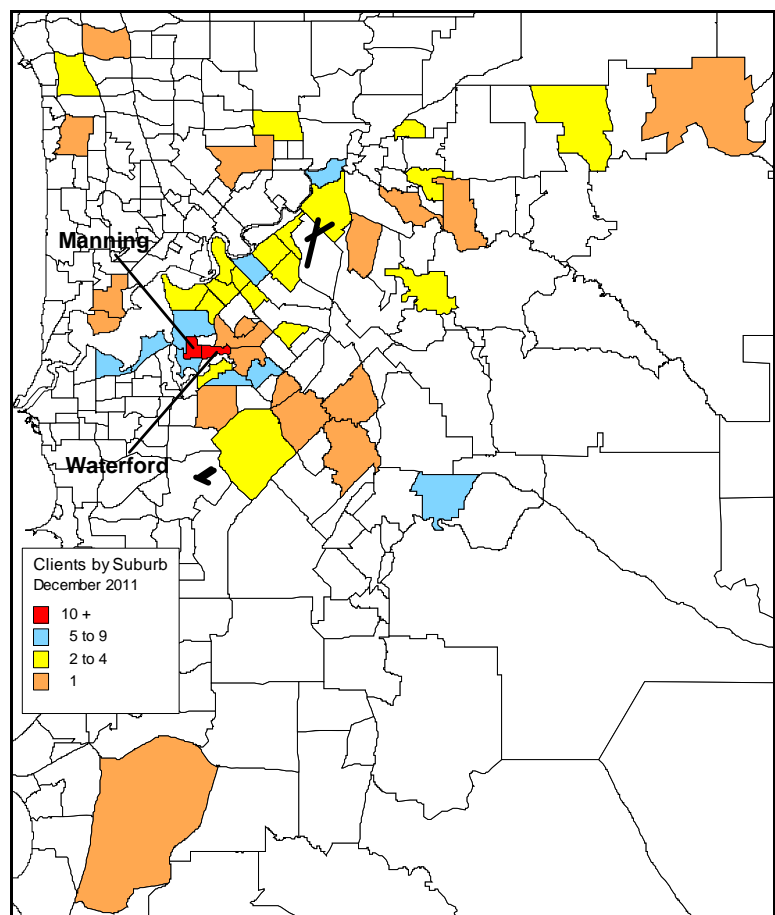 Manning
Waterford
Clients by Suburb
December 2011
10 +
5 to 9
2 to 4
1